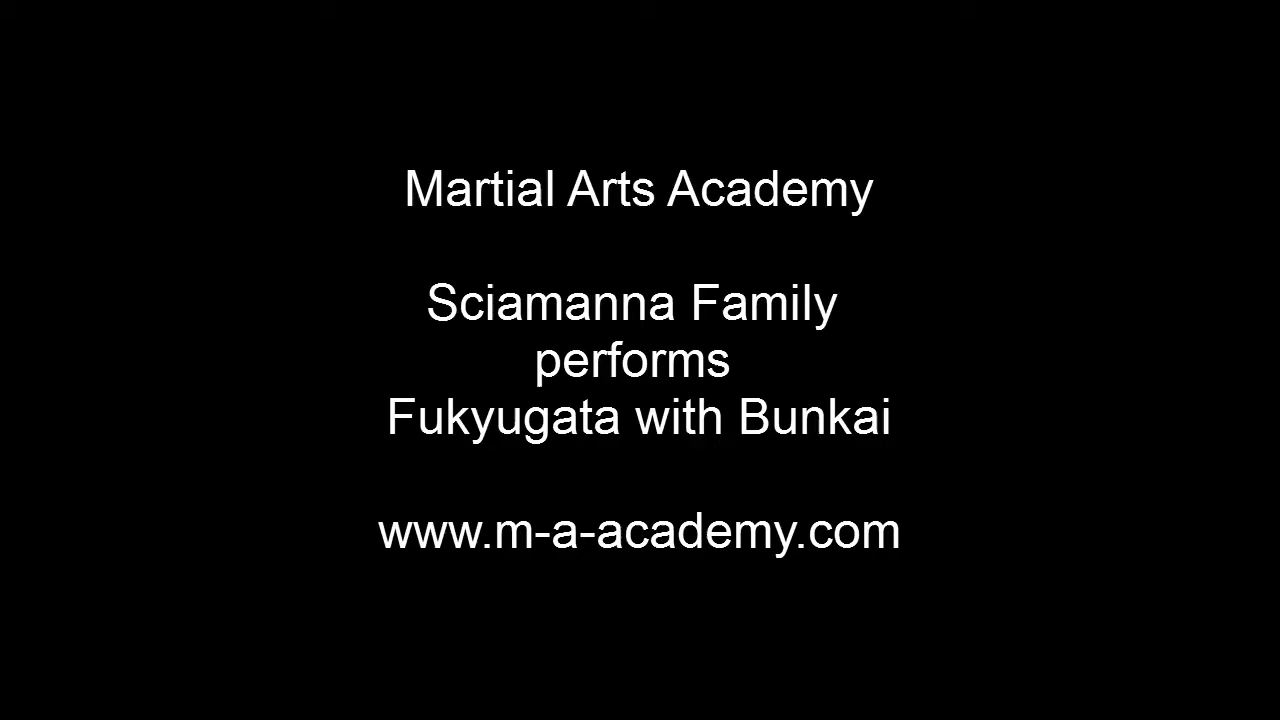 Martial Arts Academy
Sciamanna Family
performs
Fukyugata with Bunkai
www.m-a-academy.com